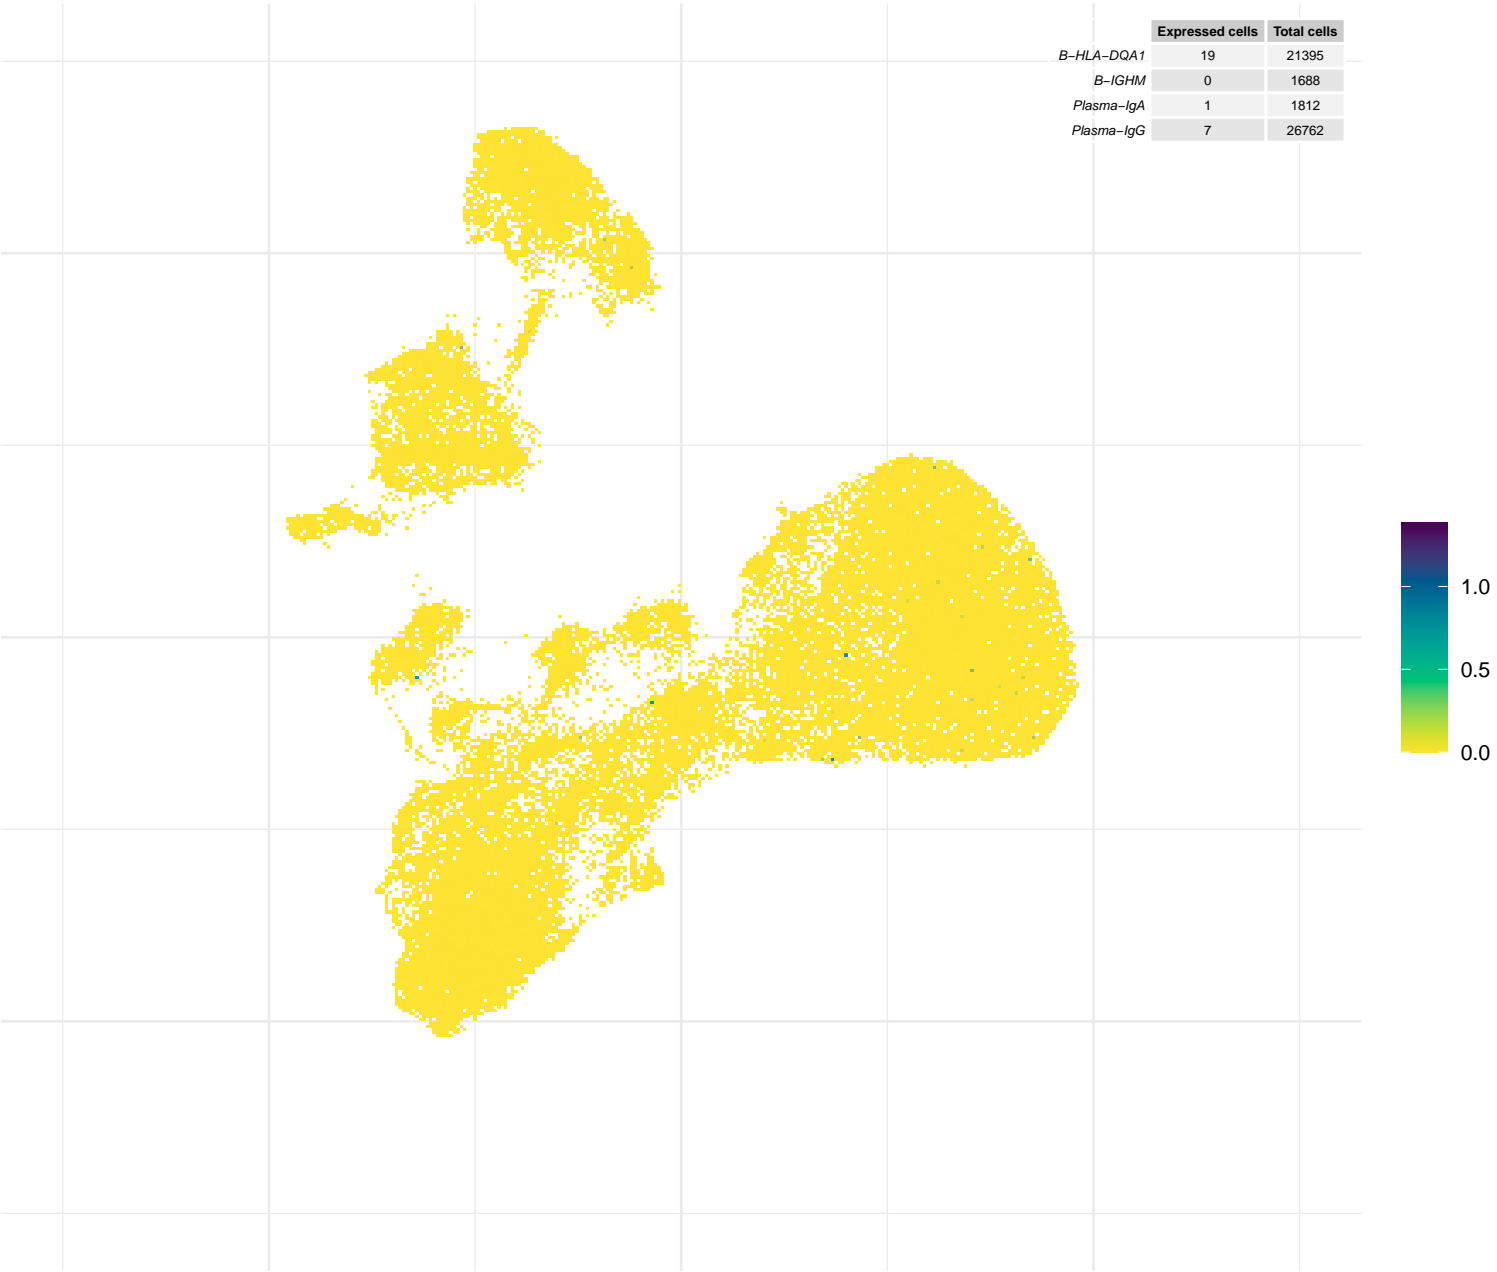 Expressed cells Total cells
B−HLA−DQA1 19 21395
B−IGHM 0 1688
Plasma−IgA 1 1812
Plasma−IgG 7 26762
1.0
0.5
0.0